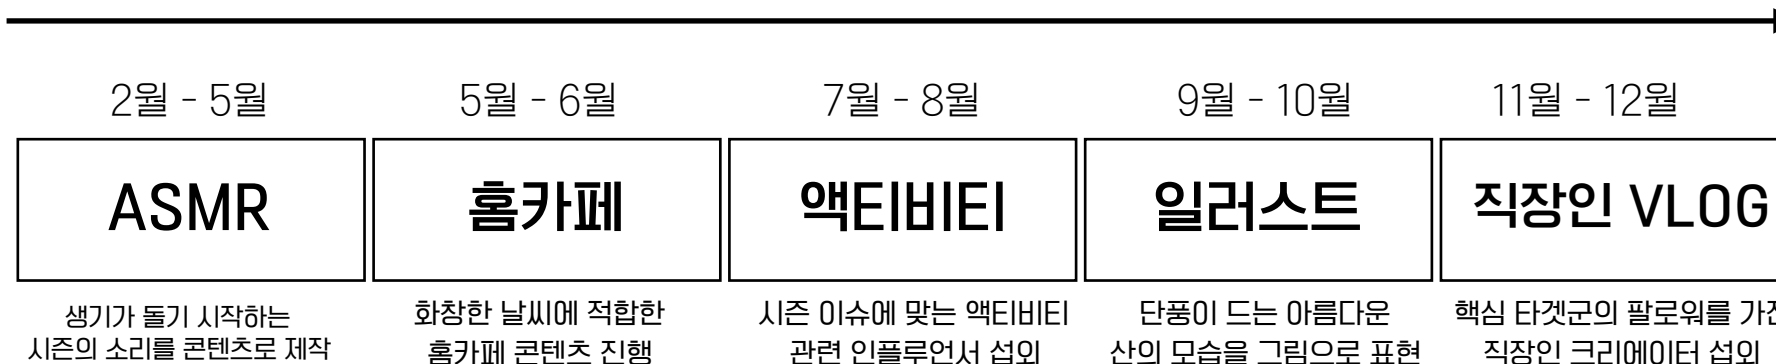 2월 - 5월
ASMR
생기가 돌기 시작하는
시즌의 소리를 콘텐츠로 제작
5월 - 6월
홈카페
화창한 날씨에 적합한
홈카페 콘텐츠 진행
7월 - 8월
액티비티
시즌 이슈에 맞는 액티비티
관련 인플루언서 섭외
9월 - 10월
일러스트
단풍이 드는 아름다운
산의 모습을 그림으로 표현
11월 - 12월
직장인 VLOG
핵심 타겟군의 팔로워를
직장인 크리에이터 섭외